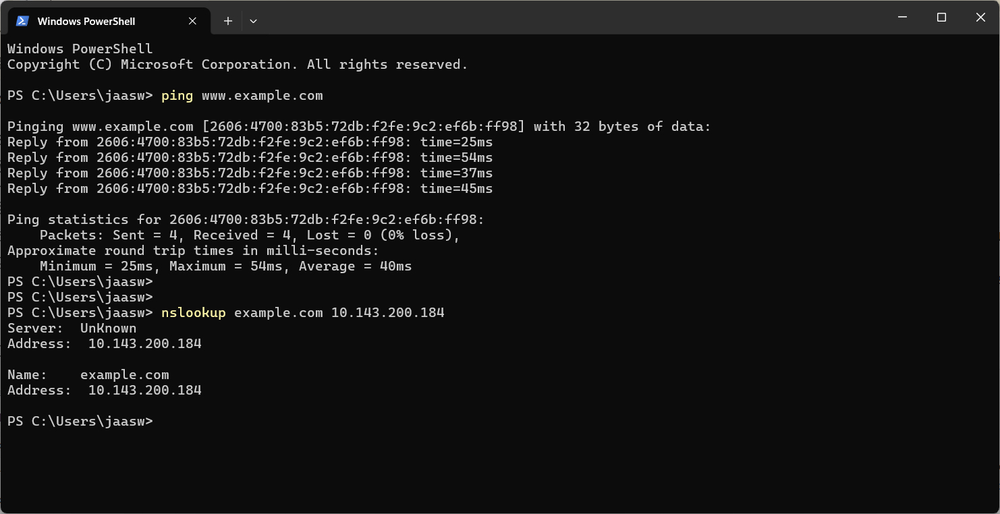 Windows PowerShell
Windows PowerShell
Copyright (C) Microsoft Corporation. All rights reserved.
PS C:\Users\jaasw> ping www.example.com
Pinging www.example.com [2606:4700:83b5:72db:f2fe:9c2:ef6b:ff98] with 32 bytes of data:
Reply from 2606:4700:83b5:72db:f2fe:9c2:ef6b:ff98: time=25ms
Reply from 2606:4700:83b5:72db:f2fe:9c2:ef6b:ff98: time=54ms
Reply from 2606:4700:83b5:72db:f2fe:9c2:ef6b:ff98: time=37ms
Reply from 2606:4700:83b5:72db:f2fe:9c2:ef6b:ff98: time=45ms
Ping statistics for 2606:4700:83b5:72db:f2fe:9c2:ef6b:ff98:
    Packets: Sent = 4, Received = 4, Lost = 0 (0% loss),
Approximate round trip times in milli-seconds:
    Minimum = 25ms, Maximum = 54ms, Average = 40ms
PS C:\Users\jaasw>
PS C:\Users\jaasw>
PS C:\Users\jaasw> nslookup example.com 10.143.200.184
Server:  UnKnown
Address:  10.143.200.184
Name:    example.com
Address:  10.143.200.184
PS C:\Users\jaasw>